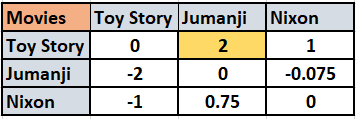 Movies Toy Story Jumanji Nixon
Toy Story 0 2 1
Jumanji -2 0 -0.075
Nixon -1 0.75 0